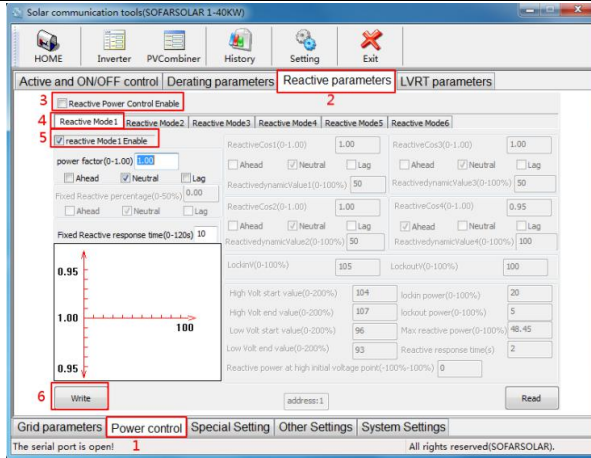 Solar communication tools(SOFARSOLAR 1-40KW)
HOME Inverter PVCombiner History Setting Exit
Active and ON/OFF control Derating parameters Reactive parameters LVRT parameters
2
3 Reactive Power Control Enable
4 Reactive Mode1 Reactive Mode2 Reactive Mode3 Reactive Mode4 Reactive Mode5 Reactive Mode6
5 reactive Mode1 Enable
power factor(0-1.00) 1.00
Ahead Neutral Lag
Fixed Reactive percentage(0-50%) 0.00
Ahead Neutral Lag
Fixed Reactive response time(0-120s) 10
0.95
1.00
100
0.95
ReactiveCos1(0-1.00) 1.00 ReactiveCos3(0-1.00) 1.00
Ahead Neutral Lag Ahead Neutral Lag
ReactivedynamicValue1(0-100%) 50 ReactivedynamicValue3(0-100%) 50
ReactiveCos2(0-1.00) 1.00 ReactiveCos4(0-1.00) 0.95
Ahead Neutral Lag Ahead Neutral Lag
ReactivedynamicValue2(0-100%) 50 ReactivedynamicValue4(0-100%) 100
LockinV(0-100%) 105 LockoutV(0-100%) 100
High Volt start value(0-200%) 104 lockin power(0-100%) 20
High Volt end value(0-200%) 107 lockout power(0-100%) 5
Low Volt start value(0-200%) 96 Max reactive power(0-100%) 48.45
Low Volt end value(0-200%) 93 Reactive response time(s) 2
Reactive power at high initial voltage point(-100%-100%) 0
6 Write address:1 Read
Grid parameters Power control Special Setting Other Settings System Settings
The serial port is open! 1 All rights reserved(SOFARSOLAR).